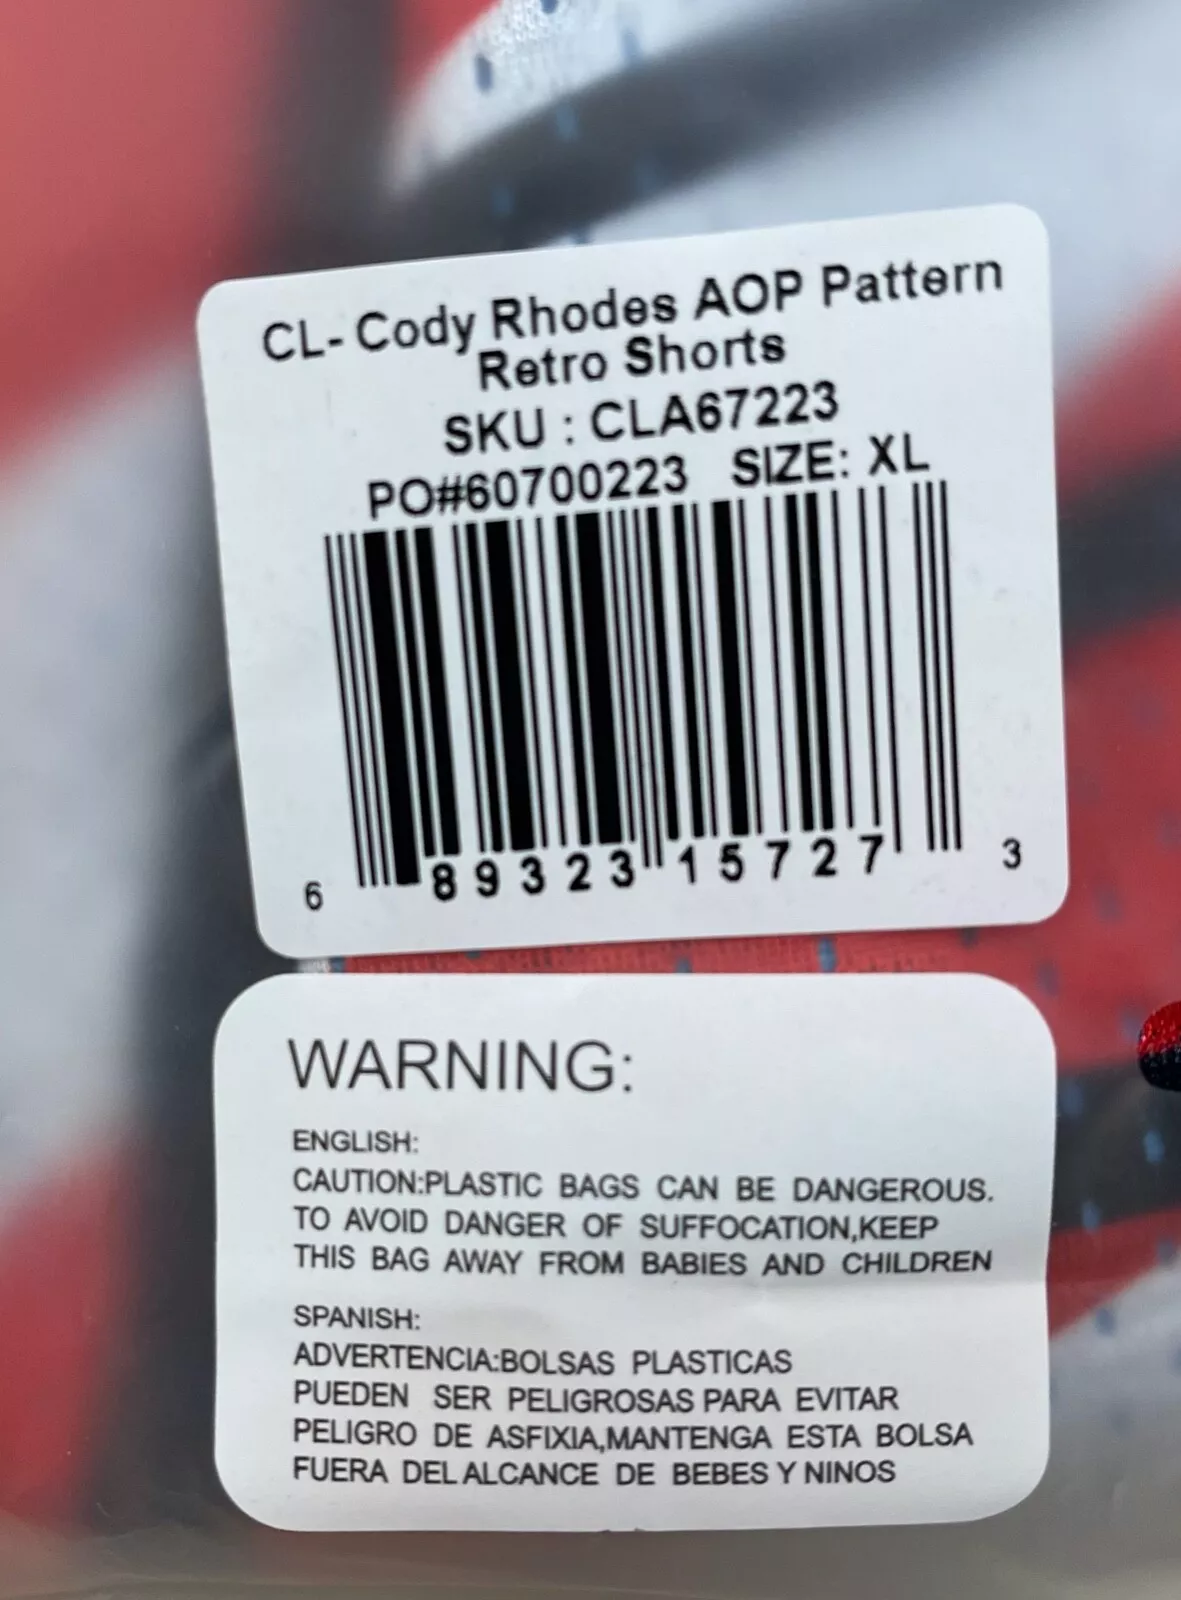 CL- Cody Rhodes AOP Pattern
Retro Shorts
SKU : CLA67223
PO#60700223 SIZE: XL
6 89323 15727 3
WARNING:
ENGLISH:
CAUTION:PLASTIC BAGS CAN BE DANGEROUS.
TO AVOID DANGER OF SUFFOCATION,KEEP
THIS BAG AWAY FROM BABIES AND CHILDREN
SPANISH:
ADVERTENCIA:BOLSAS PLASTICAS
PUEDEN SER PELIGROSAS PARA EVITAR
PELIGRO DE ASFIXIA,MANTENGA ESTA BOLSA
FUERA DEL ALCANCE DE BEBES Y NINOS